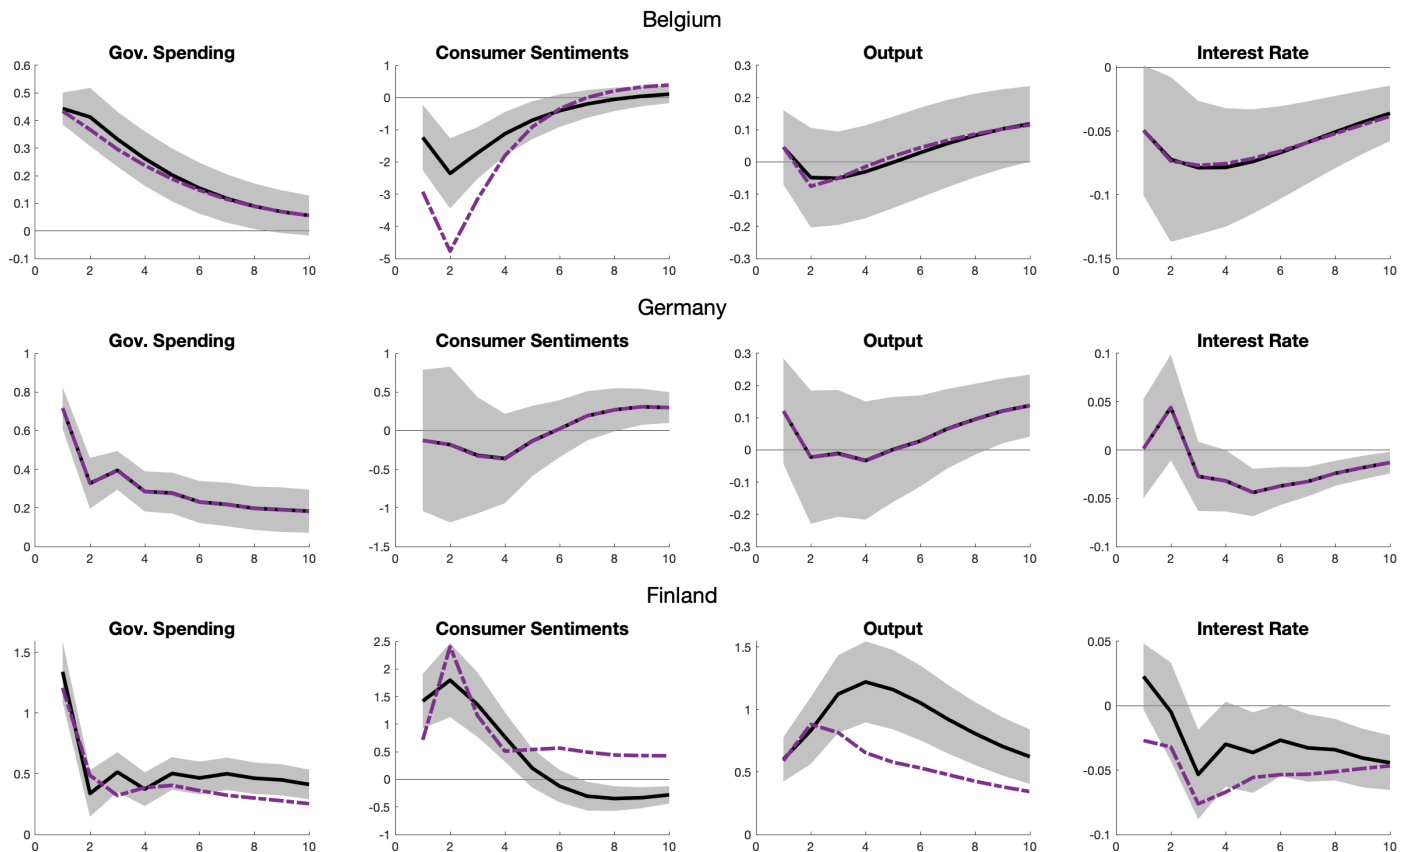 Belgium
Gov. Spending Consumer Sentiments Output Interest Rate
0.6 1 0.3 0
0.5 0 0.2
0.4 -1 0.1 -0.05
0.3 -2 0
0.2 -3 -0.1 -0.1
0.1 -4 -0.2
0
-0.1 -5 -0.3 -0.15
0 2 4 6 8 10 0 2 4 6 8 10 0 2 4 6 8 10 0 2 4 6 8 10
Germany
Gov. Spending Consumer Sentiments Output Interest Rate
1 1 0.3 0.1
0.8 0.5 0.2 0.05
0.6 0 0.1 0
0.4 -0.5 0 -0.05
0.2 -1 -0.1
-0.2
0 -1.5 -0.3 -0.1
0 2 4 6 8 10 0 2 4 6 8 10 0 2 4 6 8 10 0 2 4 6 8 10
Finland
Gov. Spending Consumer Sentiments Output Interest Rate
1.5 2.5 1.5 0.05
2
1 1.5 1 0
1
0.5 0.5 0.5 -0.05
0
-0.5
0 -1 0 -0.1
0 2 4 6 8 10 0 2 4 6 8 10 0 2 4 6 8 10 0 2 4 6 8 10